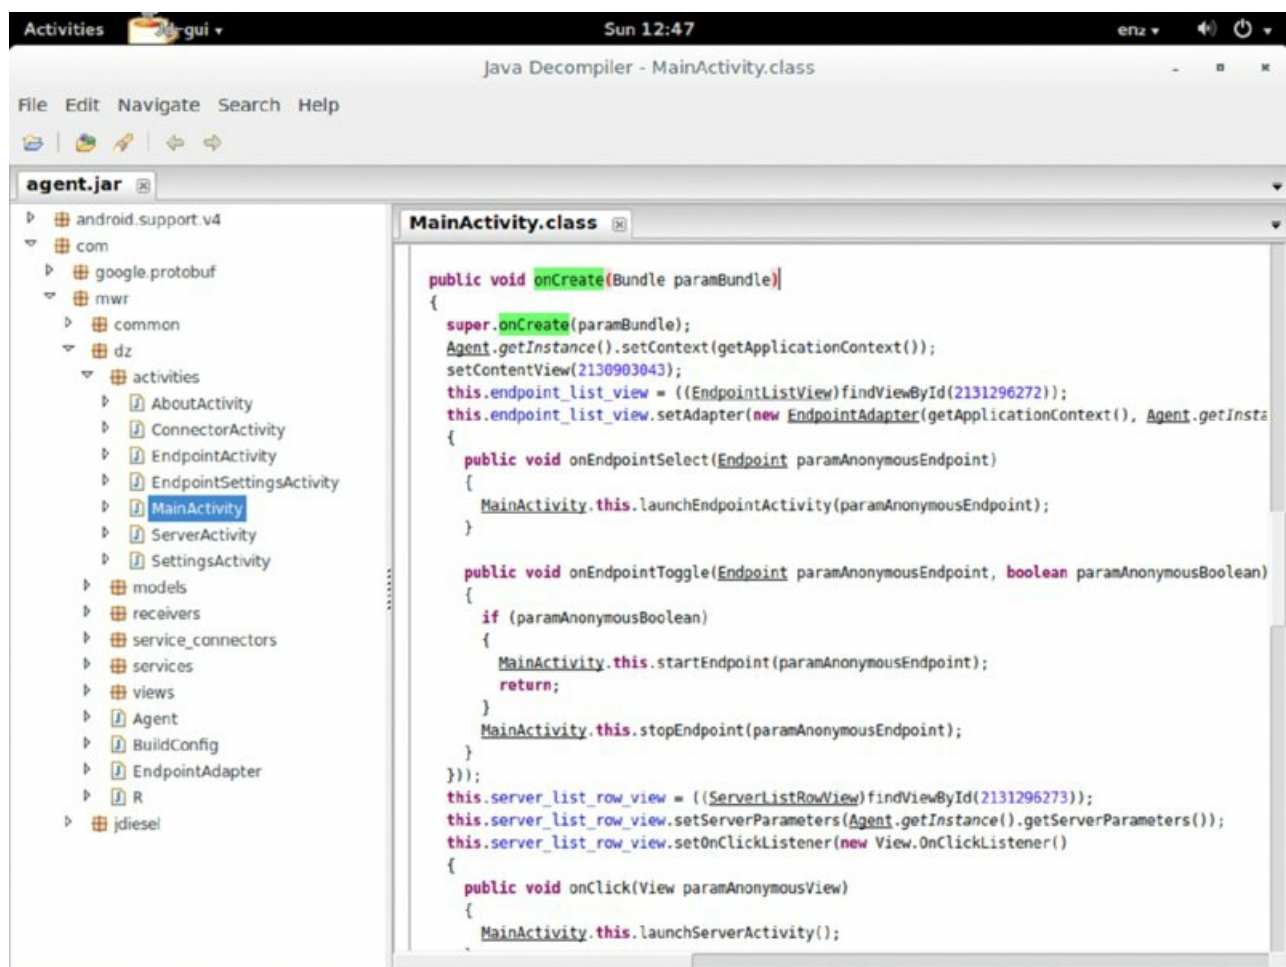 Activities
Jd-gui
Sun 12:47
en2
Java Decompiler - MainActivity.class
File Edit Navigate Search Help
agent.jar
android.support.v4
com
google.protobuf
mwr
common
dz
activities
AboutActivity
ConnectorActivity
EndpointActivity
EndpointSettingsActivity
MainActivity
ServerActivity
SettingsActivity
models
receivers
service_connectors
services
views
Agent
BuildConfig
EndpointAdapter
R
jdiesel
MainActivity.class
public void onCreate(Bundle paramBundle)
{
super.onCreate(paramBundle);
Agent.getInstance().setContext(getApplicationContext());
setContentView(2130903043);
this.endpoint_list_view = ((EndpointListView)findViewById(2131296272));
this.endpoint_list_view.setAdapter(new EndpointAdapter(getApplicationContext(), Agent.getInsta
{
public void onEndpointSelect(Endpoint paramAnonymousEndpoint)
{
MainActivity.this.launchEndpointActivity(paramAnonymousEndpoint);
}
public void onEndpointToggle(Endpoint paramAnonymousEndpoint, boolean paramAnonymousBoolean)
{
if (paramAnonymousBoolean)
{
MainActivity.this.startEndpoint(paramAnonymousEndpoint);
return;
}
MainActivity.this.stopEndpoint(paramAnonymousEndpoint);
}
}));
this.server_list_row_view = ((ServerListRowView)findViewById(2131296273));
this.server_list_row_view.setServerParameters(Agent.getInstance().getServerParameters());
this.server_list_row_view.setOnClickListener(new View.OnClickListener()
{
public void onClick(View paramAnonymousView)
{
MainActivity.this.launchServerActivity();